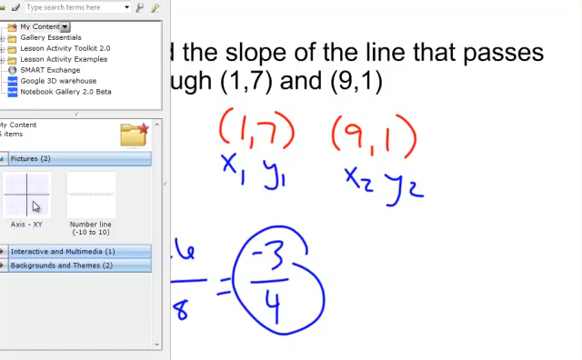 Type search terms here
My Content
Gallery Essentials
Lesson Activity Toolkit 2.0
Lesson Activity Examples
SMART Exchange
Google 3D warehouse
Notebook Gallery 2.0 Beta
My Content
items
Pictures (2)
Axis - XY
Number line
(-10 to 10)
Interactive and Multimedia (1)
Backgrounds and Themes (2)
the slope of the line that passes
ugh (1,7) and (9,1)
(1,7) (9,1)
x₁ y₁ x₂ y₂
6/8 = -3/4